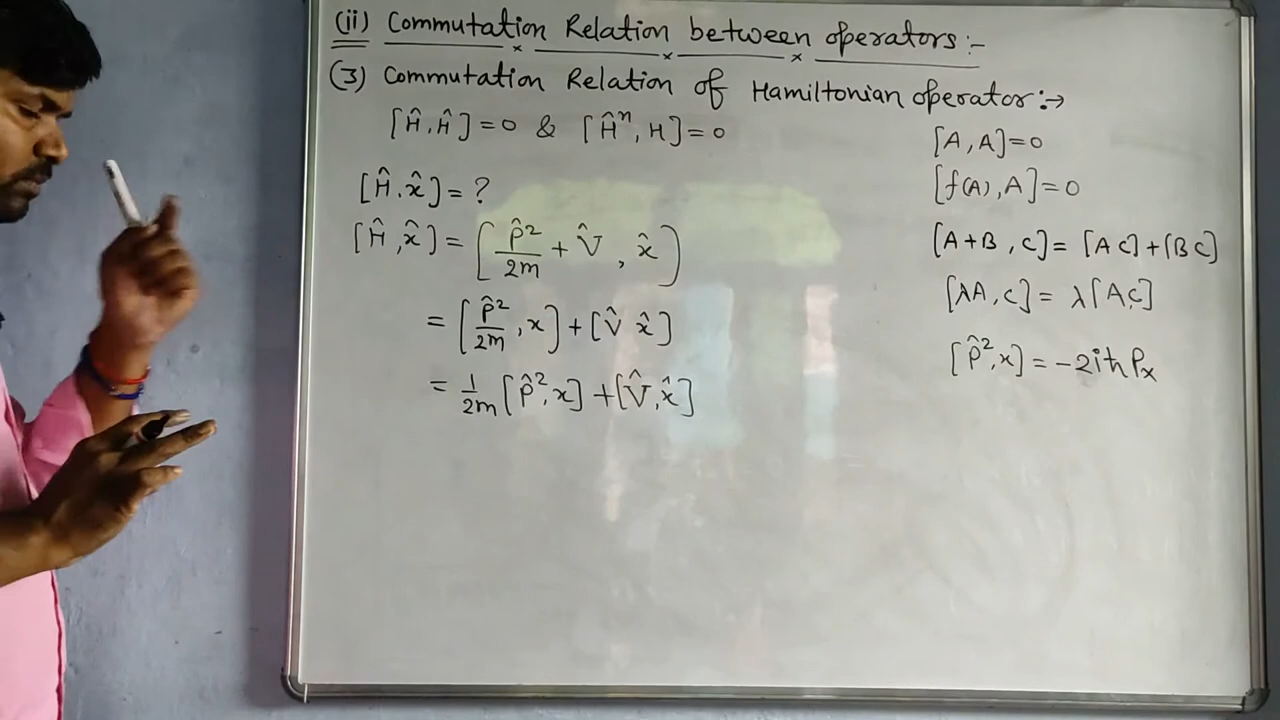 (ii) Commutation Relation between operators:-
(3) Commutation Relation of Hamiltonian operator:→
[Ĥ, Ĥ] = 0 & [Ĥⁿ, H] = 0
[Ĥ, x̂] = ?
[Ĥ, x̂] = [P̂²/2m + V̂, x̂]
= [P̂²/2m, x] + [V̂ x̂]
= 1/2m [P̂², x] + [V̂, x̂]
[A, A] = 0
[f(A), A] = 0
[A+B, C] = [A C] + [B C]
[λA, C] = λ[A, C]
[P̂², x] = -2iħ Pₓ